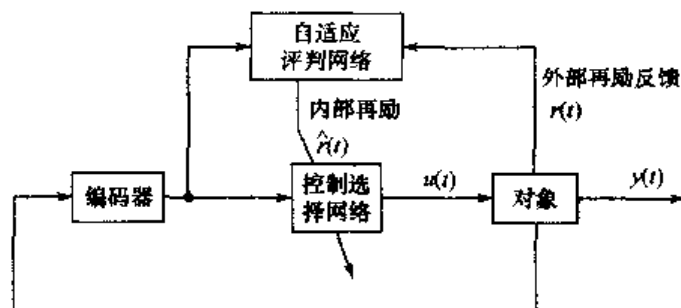 自适应
评判网络
外部再励反馈
r(t)
内部再励
r̂(t)
编码器
控制选
择网络
u(t)
对象
y(t)